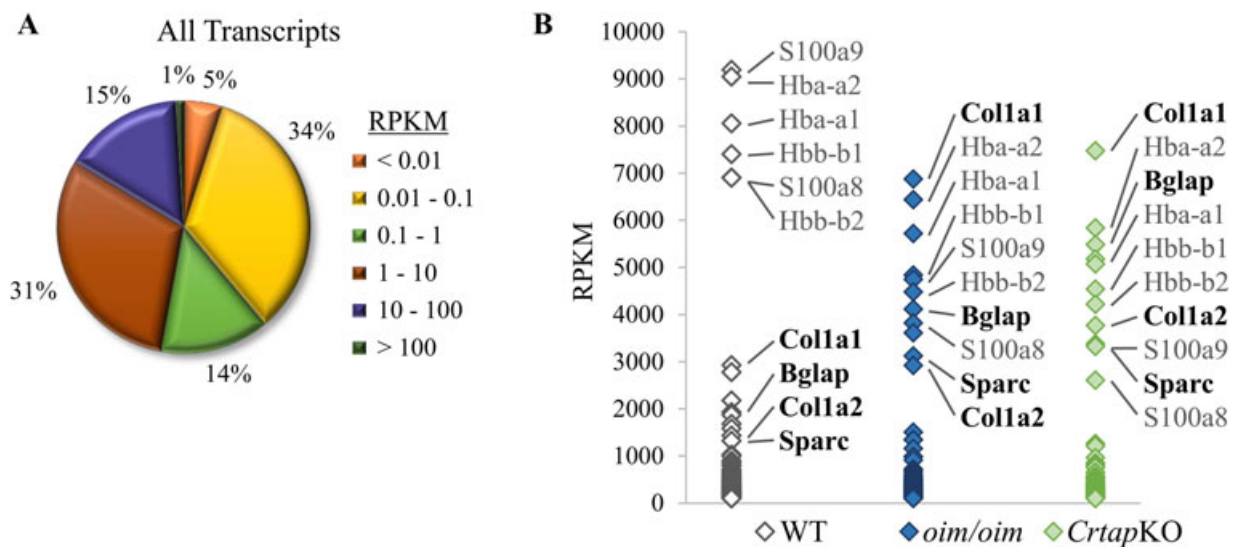 A
All Transcripts
1%
5%
15%
34%
31%
14%
RPKM
< 0.01
0.01 - 0.1
0.1 - 1
1 - 10
10 - 100
> 100
B
RPKM
10000
9000
8000
7000
6000
5000
4000
3000
2000
1000
0
S100a9
Hba-a2
Hba-a1
Hbb-b1
S100a8
Hbb-b2
Col1a1
Bglap
Col1a2
Sparc
Col1a1
Hba-a2
Hba-a1
Hbb-b1
S100a9
Hbb-b2
Bglap
S100a8
Sparc
Col1a2
Col1a1
Hba-a2
Bglap
Hba-a1
Hbb-b1
Hbb-b2
Col1a2
S100a9
Sparc
S100a8
WT
oim/oim
CrtapKO